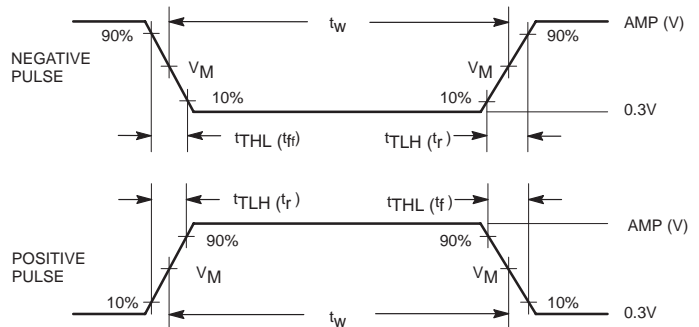 tw
AMP (V)
90%
90%
NEGATIVE
PULSE
VM
VM
10%
10%
0.3V
tTHL (tff)
tTLH (tr)
tTLH (tr)
tTHL (tf)
AMP (V)
90%
90%
POSITIVE
PULSE
VM
VM
10%
10%
tw
0.3V